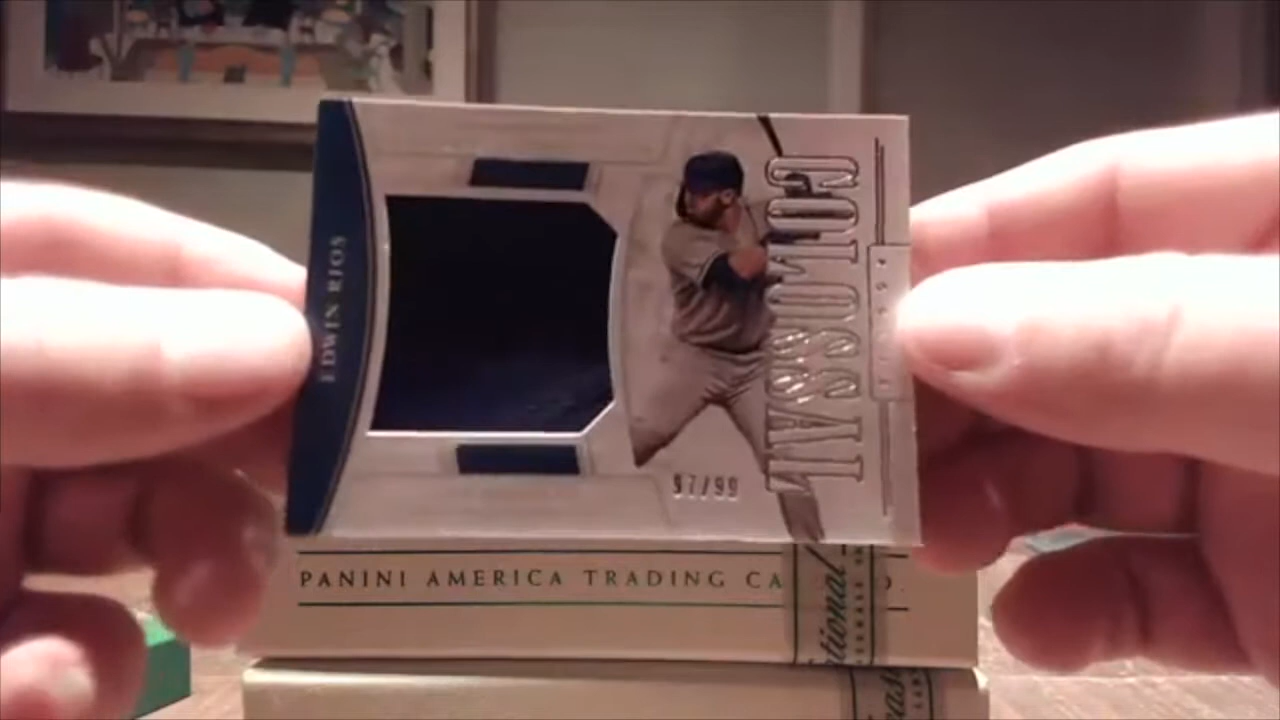 EDWIN RIOS
COLOSSAL
97/99
PANINI AMERICA TRADING CA